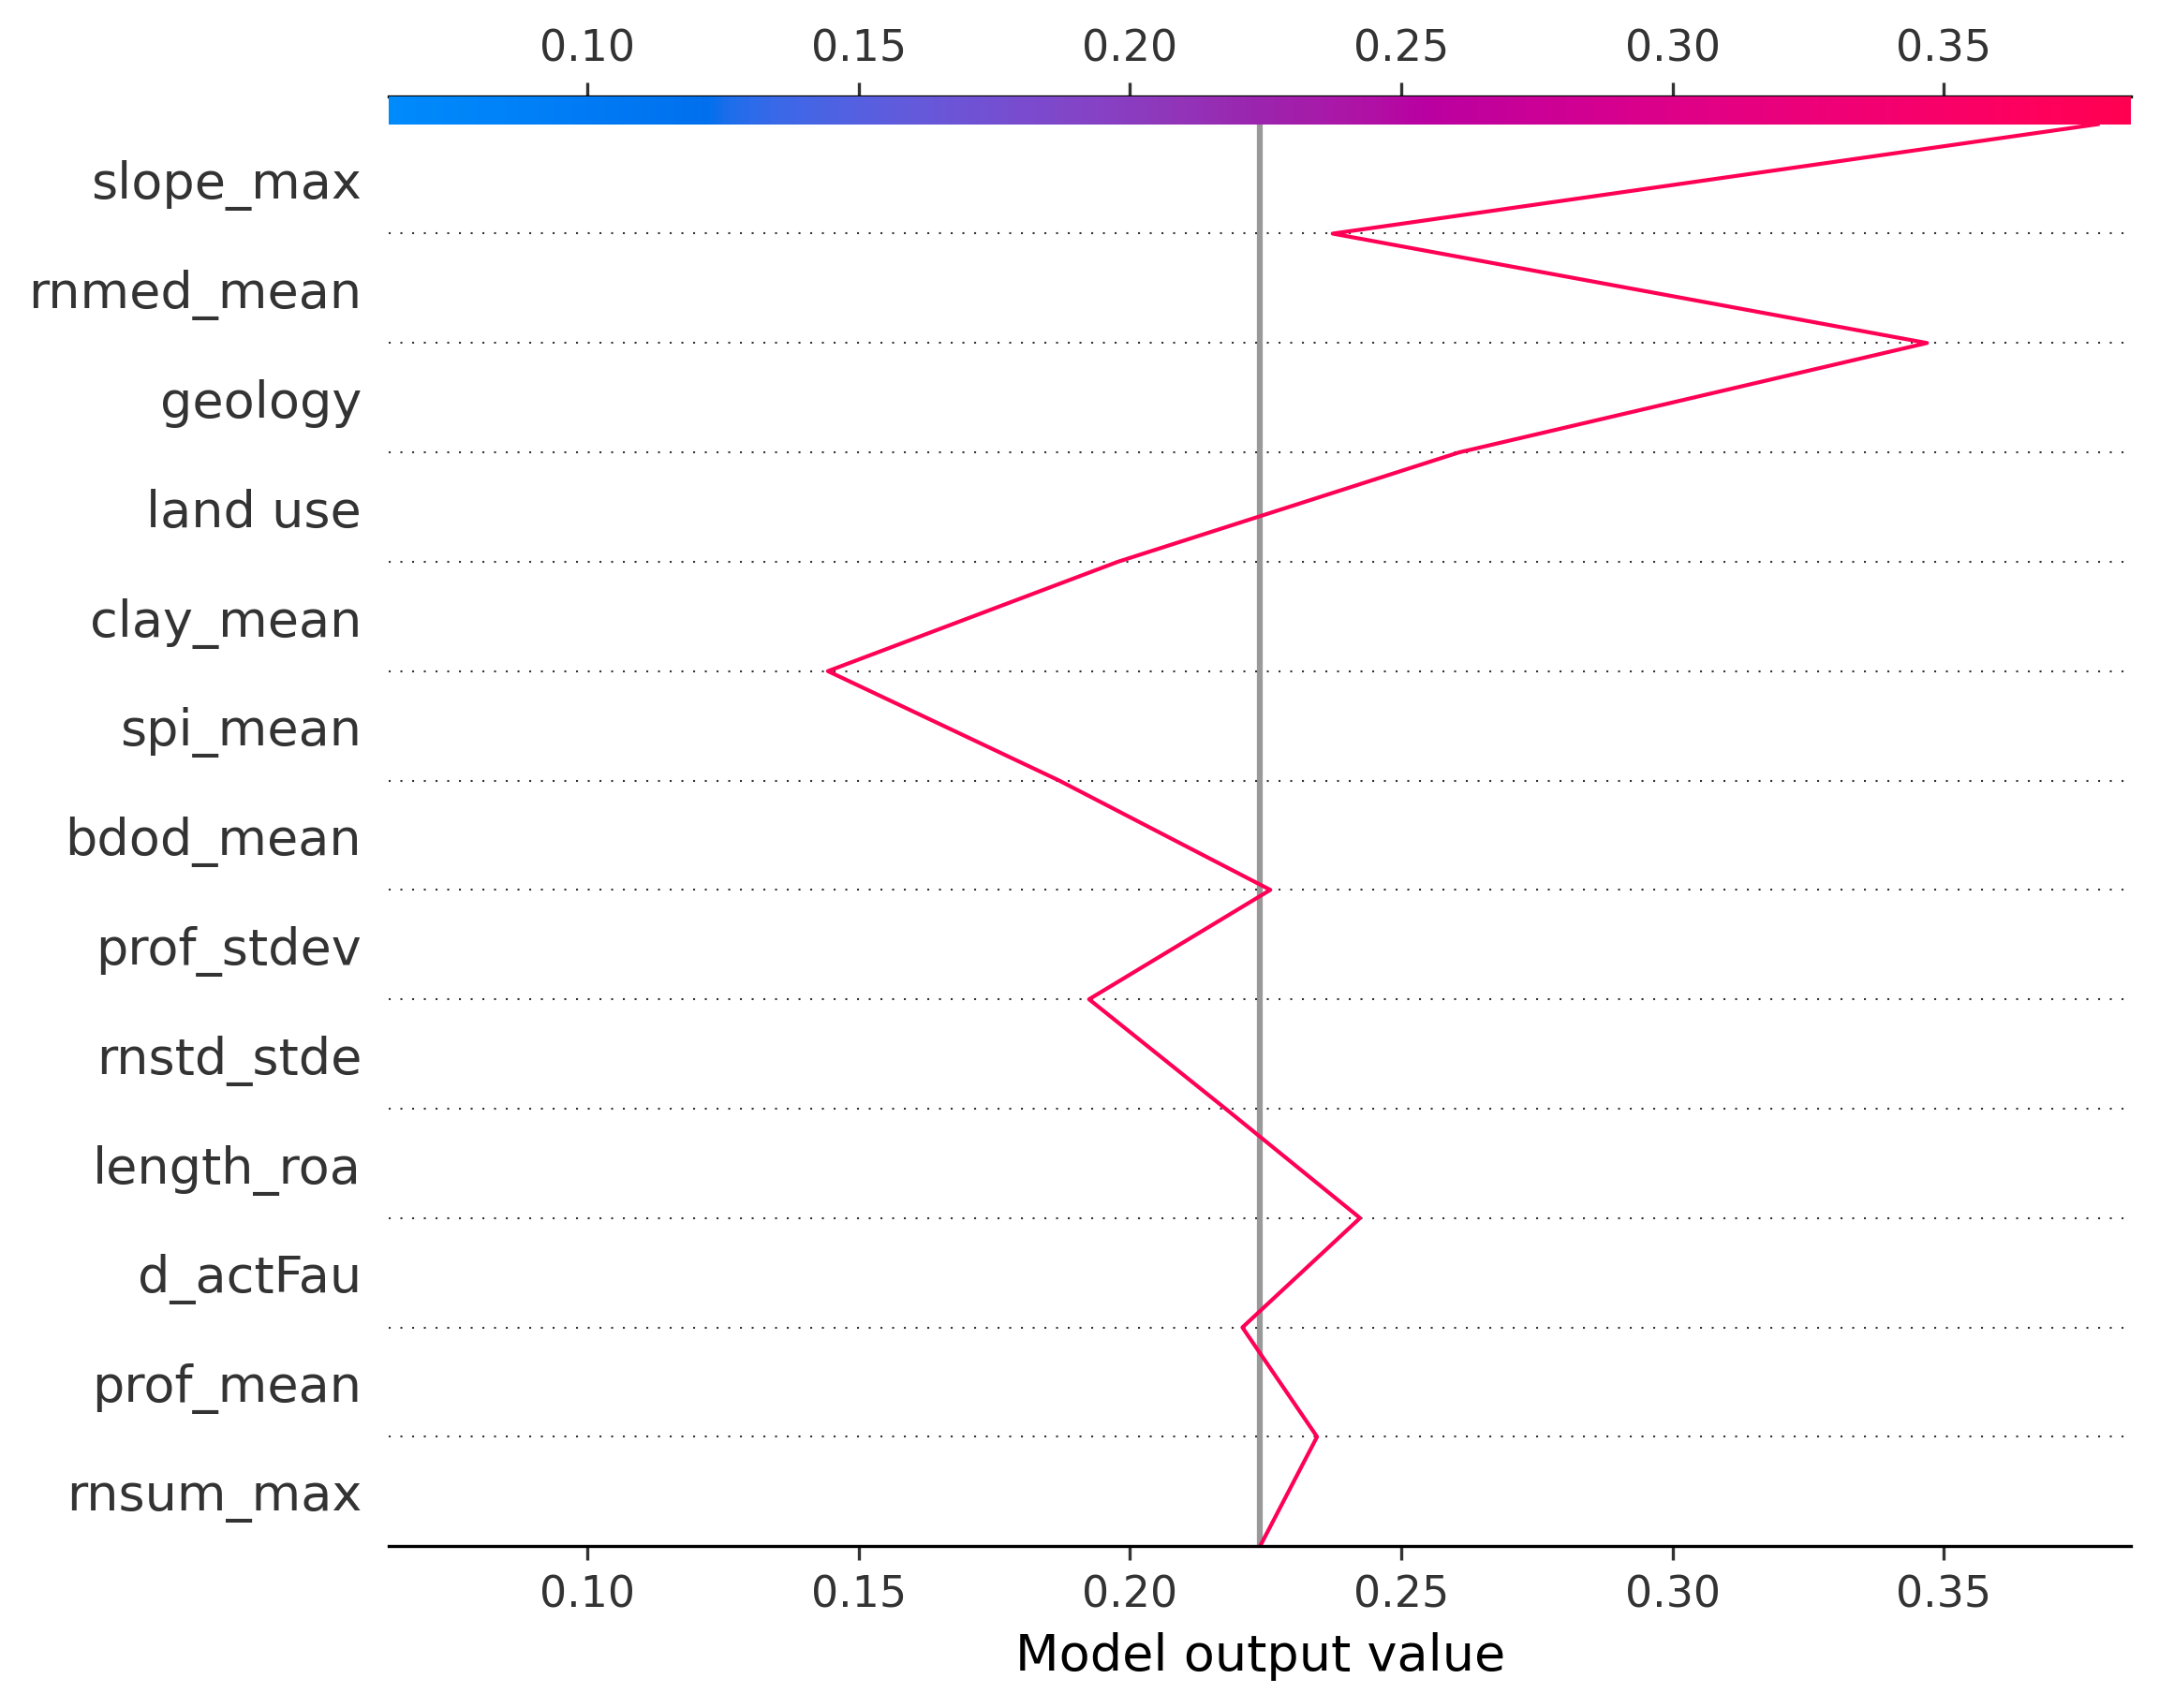 0.10 0.15 0.20 0.25 0.30 0.35
slope_max
rnmed_mean
geology
land use
clay_mean
spi_mean
bdod_mean
prof_stdev
rnstd_stde
length_roa
d_actFau
prof_mean
rnsum_max
0.10 0.15 0.20 0.25 0.30 0.35
Model output value